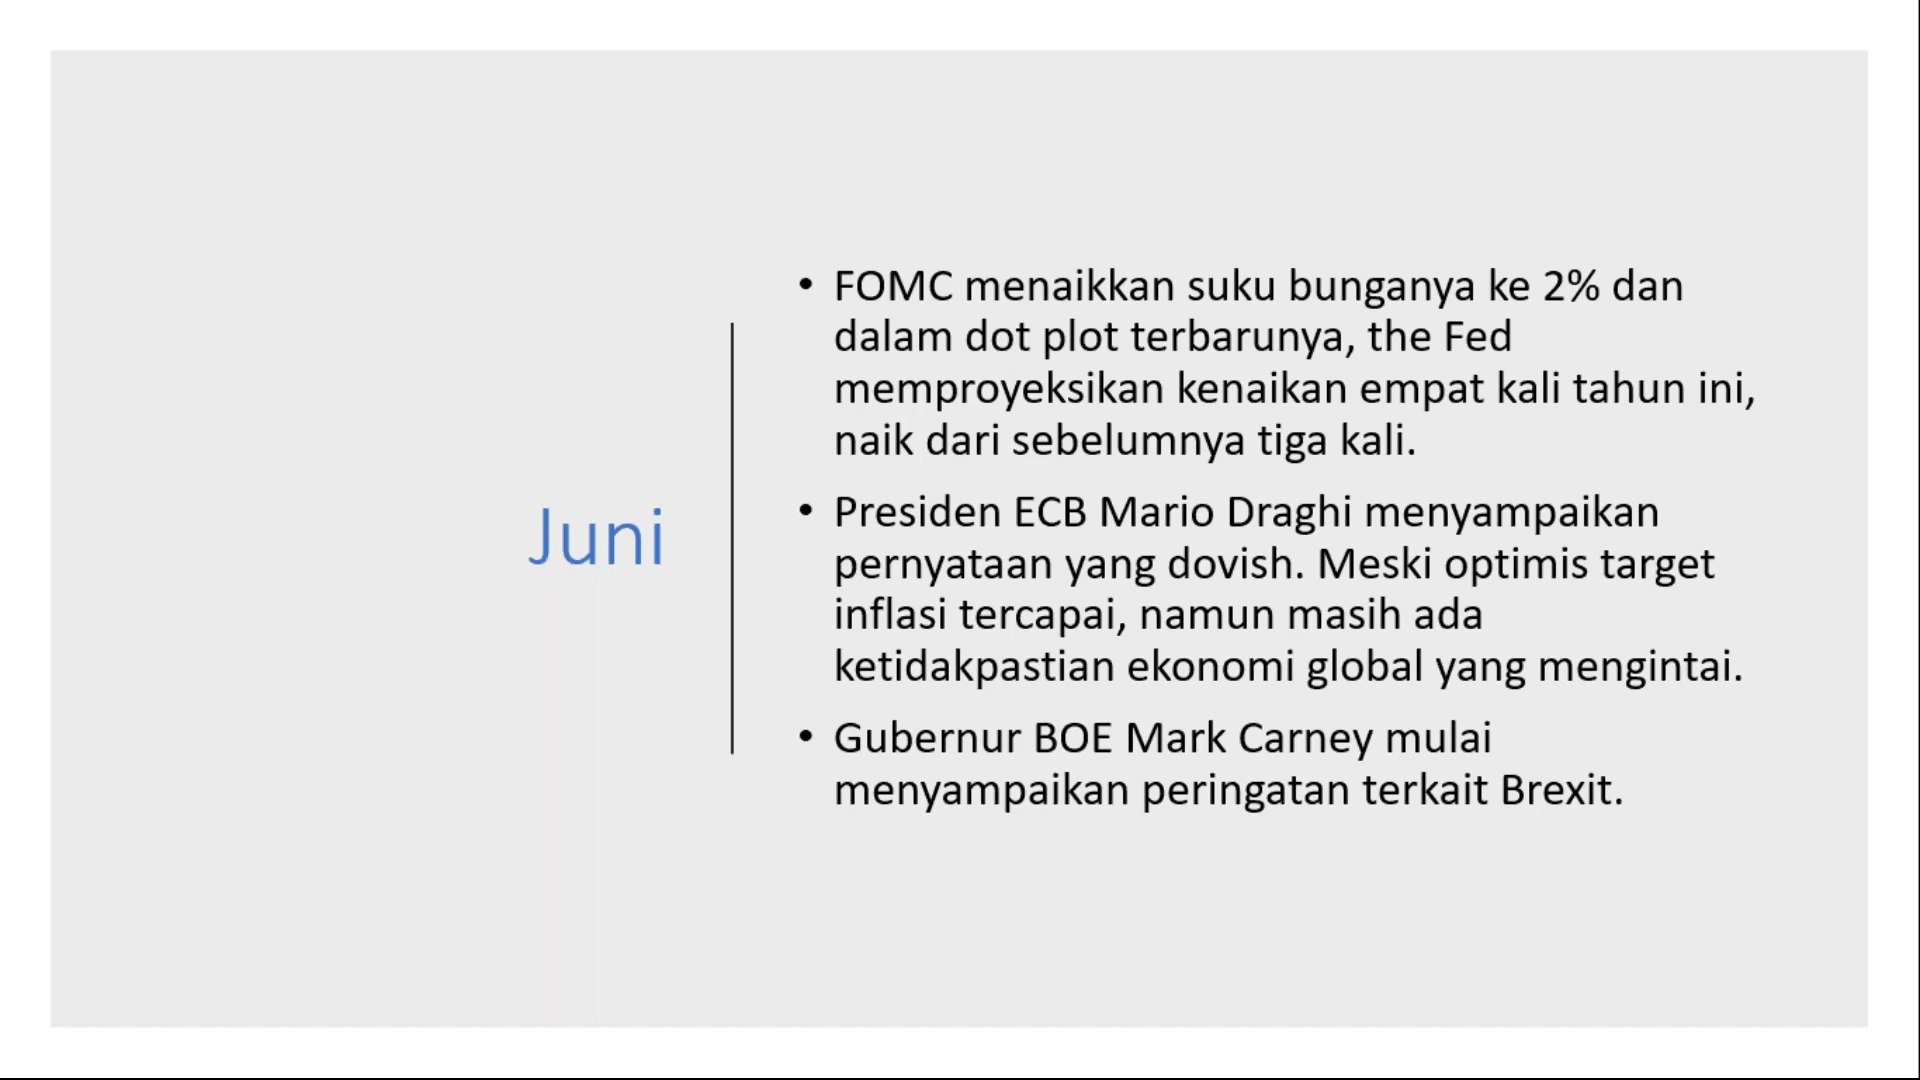 Juni
• FOMC menaikkan suku bunganya ke 2% dan
dalam dot plot terbarunya, the Fed
memproyeksikan kenaikan empat kali tahun ini,
naik dari sebelumnya tiga kali.
• Presiden ECB Mario Draghi menyampaikan
pernyataan yang dovish. Meski optimis target
inflasi tercapai, namun masih ada
ketidakpastian ekonomi global yang mengintai.
• Gubernur BOE Mark Carney mulai
menyampaikan peringatan terkait Brexit.